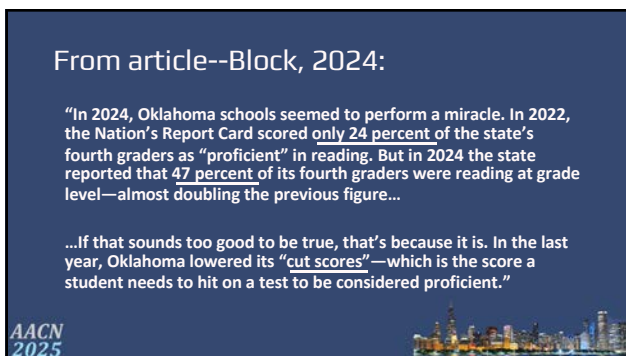 From article--Block, 2024:
“In 2024, Oklahoma schools seemed to perform a miracle. In 2022,
the Nation’s Report Card scored only 24 percent of the state’s
fourth graders as “proficient” in reading. But in 2024 the state
reported that 47 percent of its fourth graders were reading at grade
level—almost doubling the previous figure…
…If that sounds too good to be true, that’s because it is. In the last
year, Oklahoma lowered its “cut scores”—which is the score a
student needs to hit on a test to be considered proficient.”
AACN
2025